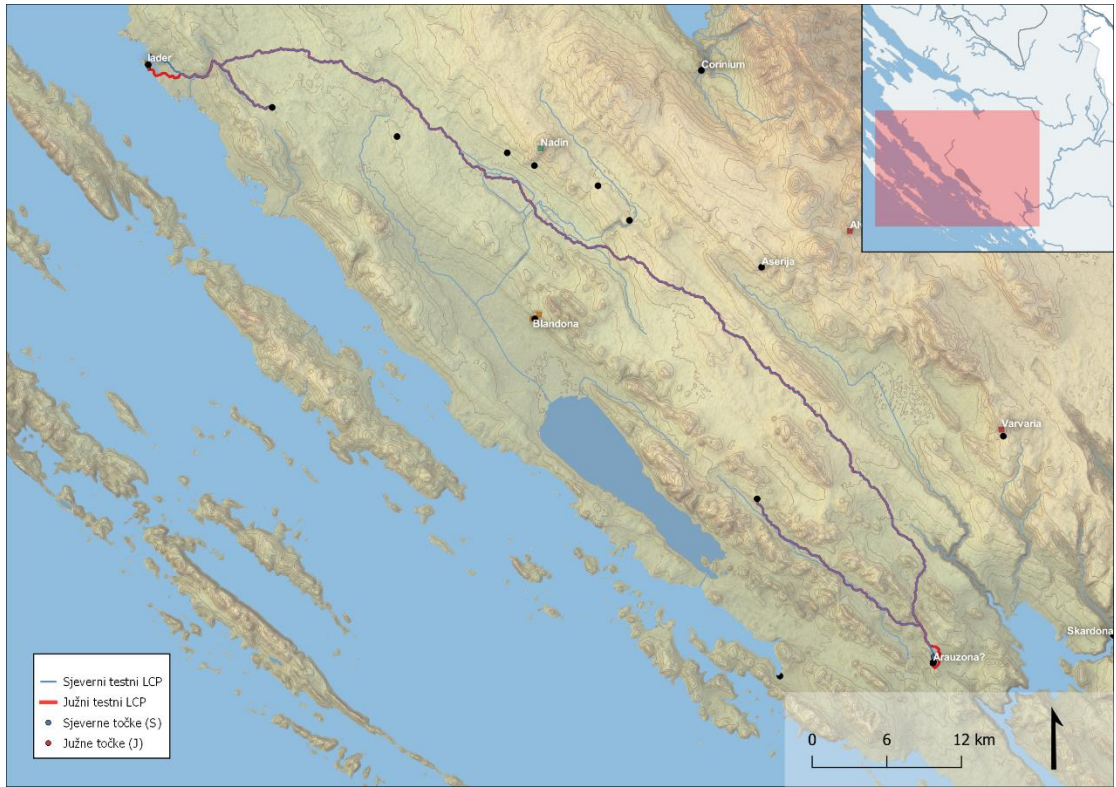 Iader
Corinium
Nadin
Aserija
Blandona
Varvaria
Skardona
Arauzona?
Sjeverni testni LCP
Južni testni LCP
Sjeverne točke (S)
Južne točke (J)
0 6 12 km